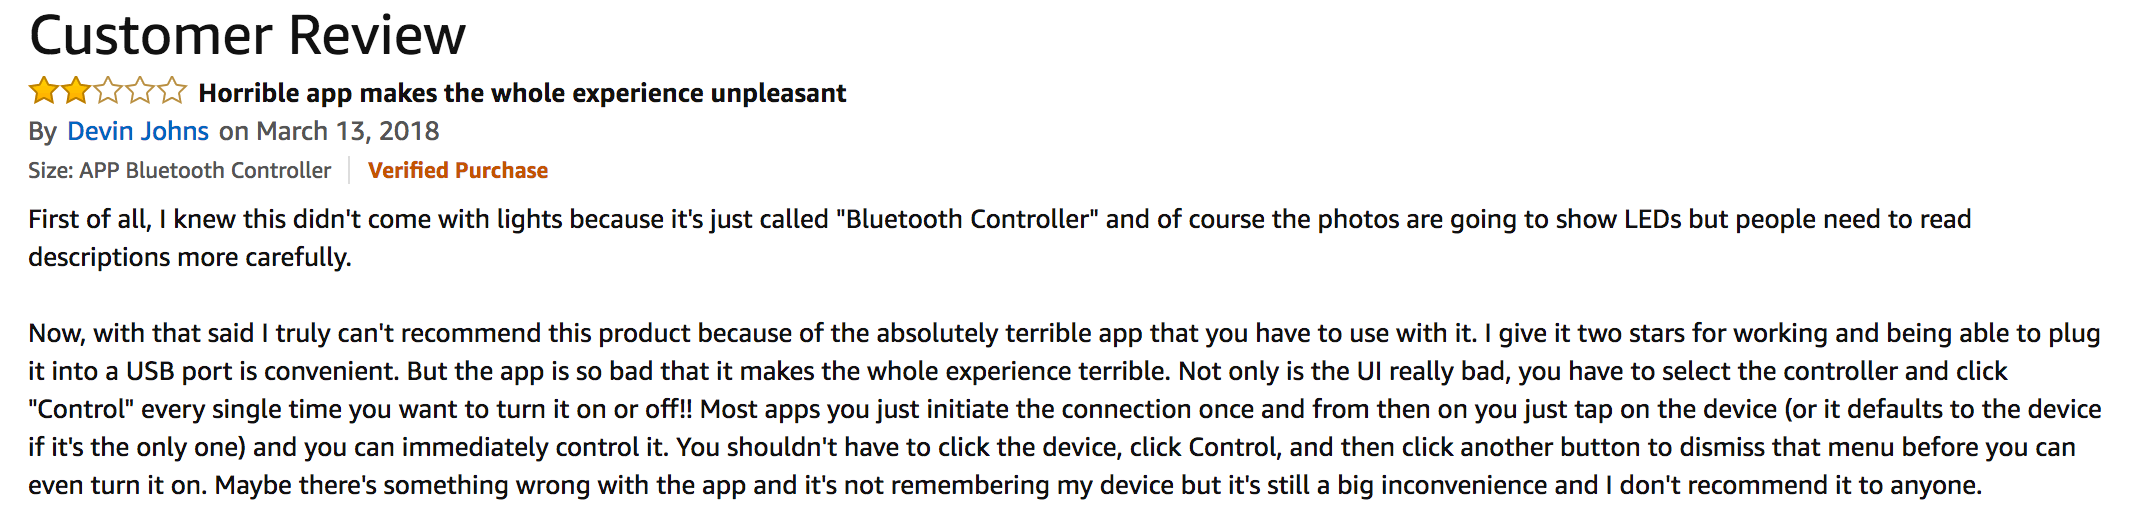 Customer Review
Horrible app makes the whole experience unpleasant
By Devin Johns on March 13, 2018
Size: APP Bluetooth Controller Verified Purchase
First of all, I knew this didn't come with lights because it's just called "Bluetooth Controller" and of course the photos are going to show LEDs but people need to read
descriptions more carefully.
Now, with that said I truly can't recommend this product because of the absolutely terrible app that you have to use with it. I give it two stars for working and being able to plug
it into a USB port is convenient. But the app is so bad that it makes the whole experience terrible. Not only is the UI really bad, you have to select the controller and click
"Control" every single time you want to turn it on or off!! Most apps you just initiate the connection once and from then on you just tap on the device (or it defaults to the device
if it's the only one) and you can immediately control it. You shouldn't have to click the device, click Control, and then click another button to dismiss that menu before you can
even turn it on. Maybe there's something wrong with the app and it's not remembering my device but it's still a big inconvenience and I don't recommend it to anyone.